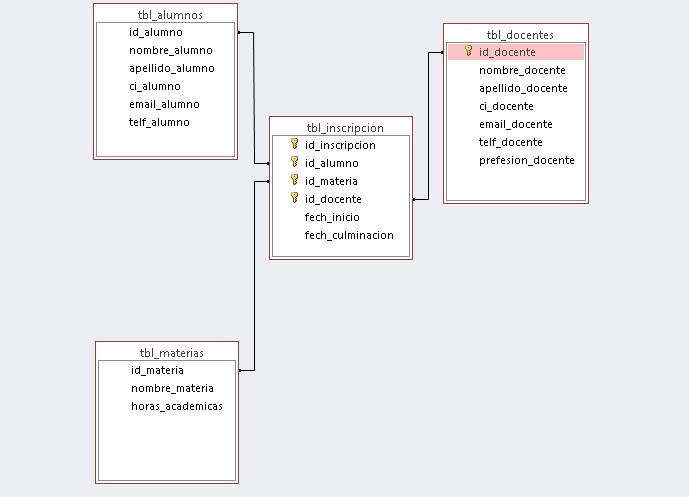 tbl_alumnos
id_alumno
nombre_alumno
apellido_alumno
ci_alumno
email_alumno
telf_alumno
tbl_docentes
id_docente
nombre_docente
apellido_docente
ci_docente
email_docente
telf_docente
prefesion_docente
tbl_inscripcion
id_inscripcion
id_alumno
id_materia
id_docente
fech_inicio
fech_culminacion
tbl_materias
id_materia
nombre_materia
horas_academicas